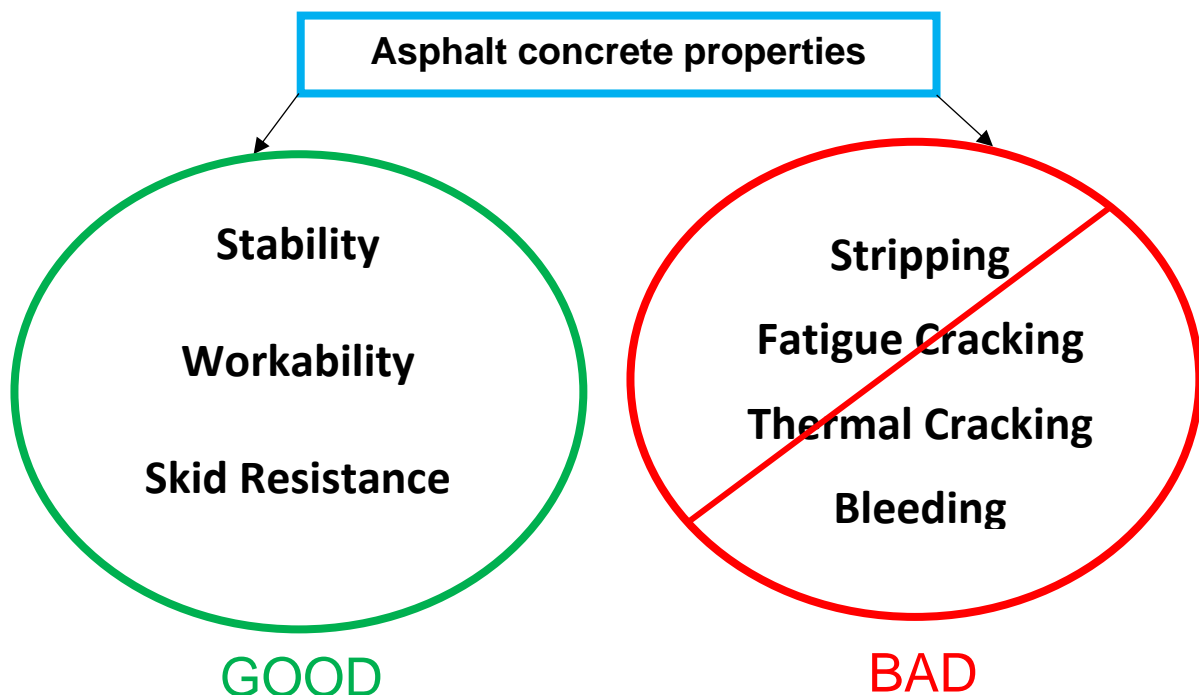 Asphalt concrete properties
Stability
Workability
Skid Resistance
GOOD
Stripping
Fatigue Cracking
Thermal Cracking
Bleeding
BAD